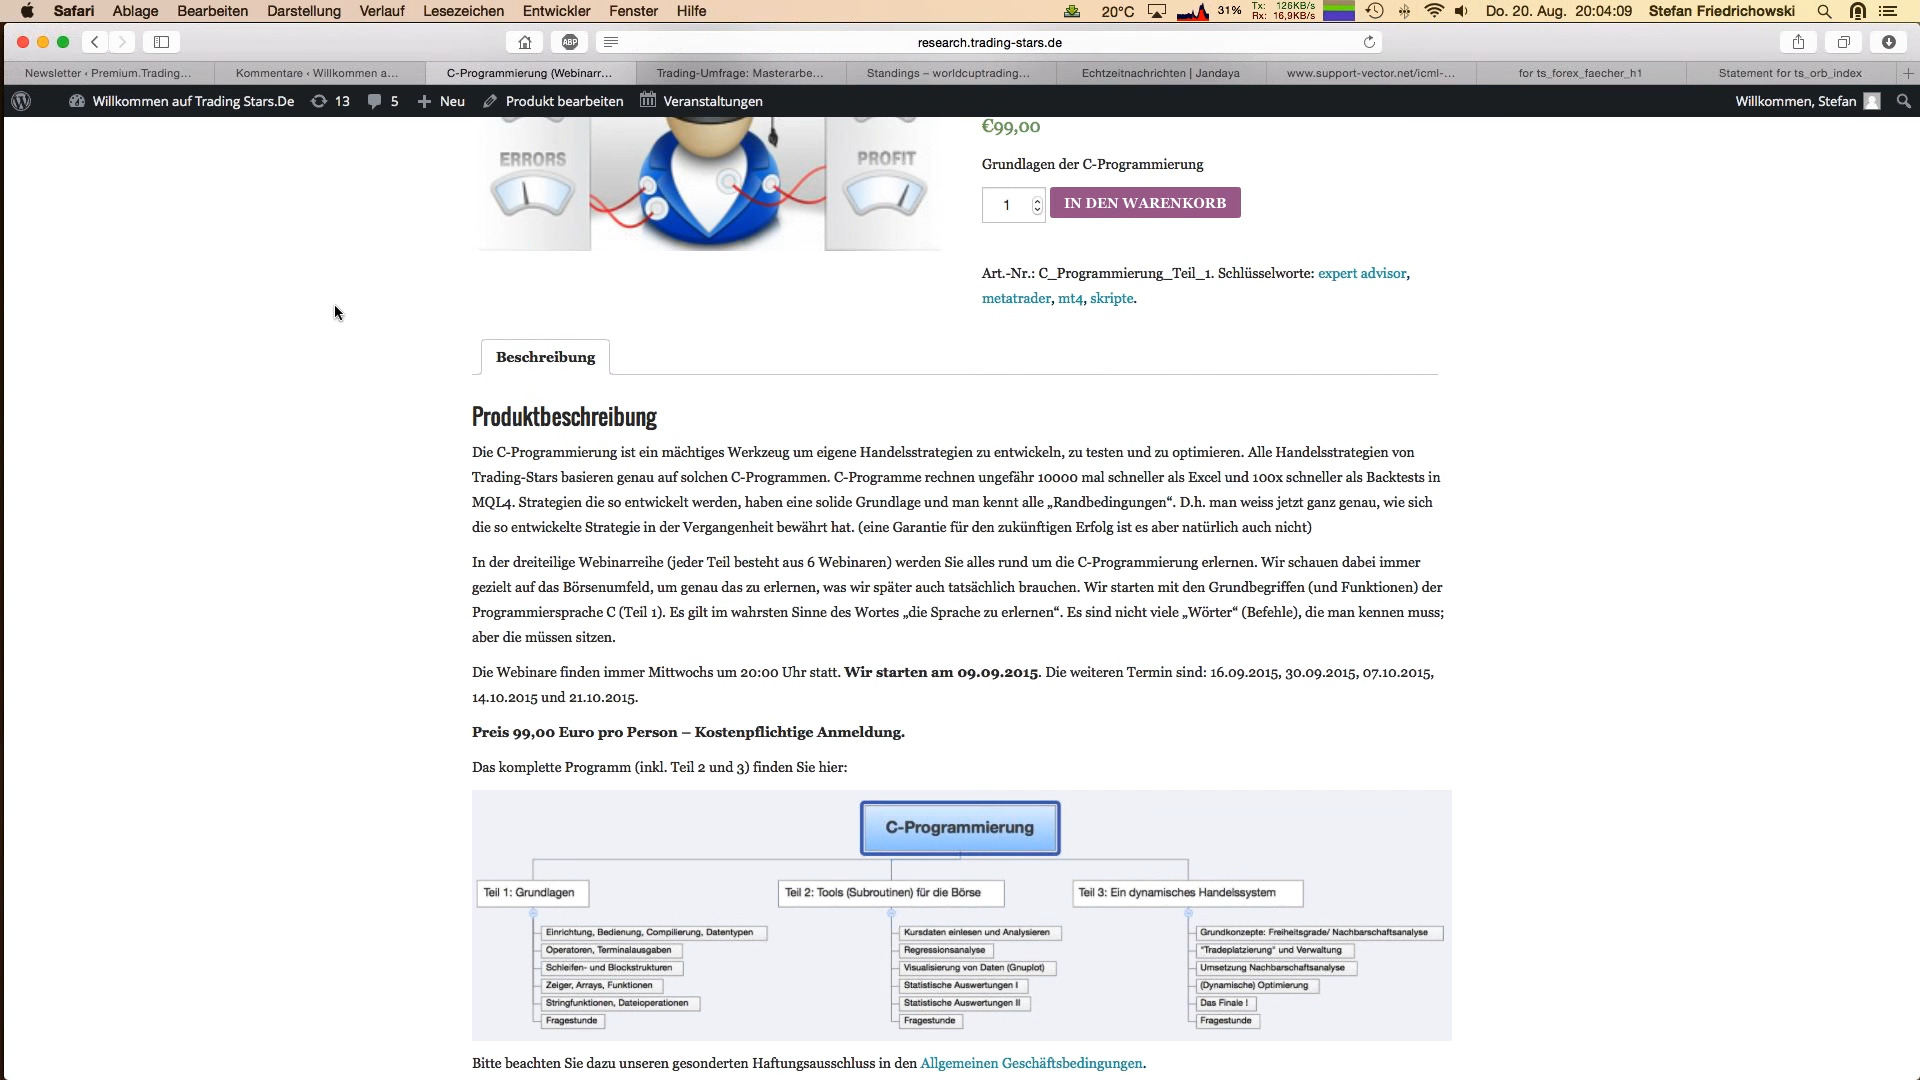 Safari Ablage Bearbeiten Darstellung Verlauf Lesezeichen Entwickler Fenster Hilfe 20°C 31% Tx: 126KB/s Rx: 16,9KB/s Do. 20. Aug. 20:04:09 Stefan Friedrichowski
ABP research.trading-stars.de
Newsletter ‹ Premium.Trading... Kommentare ‹ Willkommen a... C-Programmierung (Webinarr... Trading-Umfrage: Masterarbe... Standings – worldcuptrading... Echtzeitnachrichten | Jandaya www.support-vector.net/icml-... for ts_forex_faecher_h1 Statement for ts_orb_index
Willkommen auf Trading Stars.De 13 5 Neu Produkt bearbeiten Veranstaltungen Willkommen, Stefan
ERRORS
PROFIT
€99,00
Grundlagen der C-Programmierung
1 IN DEN WARENKORB
Art.-Nr.: C_Programmierung_Teil_1. Schlüsselworte: expert advisor,
metatrader, mt4, skripte.
Beschreibung
Produktbeschreibung
Die C-Programmierung ist ein mächtiges Werkzeug um eigene Handelsstrategien zu entwickeln, zu testen und zu optimieren. Alle Handelsstrategien von
Trading-Stars basieren genau auf solchen C-Programmen. C-Programme rechnen ungefähr 10000 mal schneller als Excel und 100x schneller als Backtests in
MQL4. Strategien die so entwickelt werden, haben eine solide Grundlage und man kennt alle „Randbedingungen“. D.h. man weiss jetzt ganz genau, wie sich
die so entwickelte Strategie in der Vergangenheit bewährt hat. (eine Garantie für den zukünftigen Erfolg ist es aber natürlich auch nicht)
In der dreiteilige Webinarreihe (jeder Teil besteht aus 6 Webinaren) werden Sie alles rund um die C-Programmierung erlernen. Wir schauen dabei immer
gezielt auf das Börsenumfeld, um genau das zu erlernen, was wir später auch tatsächlich brauchen. Wir starten mit den Grundbegriffen (und Funktionen) der
Programmiersprache C (Teil 1). Es gilt im wahrsten Sinne des Wortes „die Sprache zu erlernen“. Es sind nicht viele „Wörter“ (Befehle), die man kennen muss;
aber die müssen sitzen.
Die Webinare finden immer Mittwochs um 20:00 Uhr statt. Wir starten am 09.09.2015. Die weiteren Termin sind: 16.09.2015, 30.09.2015, 07.10.2015,
14.10.2015 und 21.10.2015.
Preis 99,00 Euro pro Person – Kostenpflichtige Anmeldung.
Das komplette Programm (inkl. Teil 2 und 3) finden Sie hier:
C-Programmierung
Teil 1: Grundlagen
Einrichtung, Bedienung, Compilierung, Datentypen
Operatoren, Terminalausgaben
Schleifen- und Blockstrukturen
Zeiger, Arrays, Funktionen
Stringfunktionen, Dateioperationen
Fragestunde
Teil 2: Tools (Subroutinen) für die Börse
Kursdaten einlesen und Analysieren
Regressionsanalyse
Visualisierung von Daten (Gnuplot)
Statistische Auswertungen I
Statistische Auswertungen II
Fragestunde
Teil 3: Ein dynamisches Handelssystem
Grundkonzepte: Freiheitsgrade/ Nachbarschaftsanalyse
"Tradeplatzierung" und Verwaltung
Umsetzung Nachbarschaftsanalyse
(Dynamische) Optimierung
Das Finale !
Fragestunde
Bitte beachten Sie dazu unseren gesonderten Haftungsausschluss in den Allgemeinen Geschäftsbedingungen.